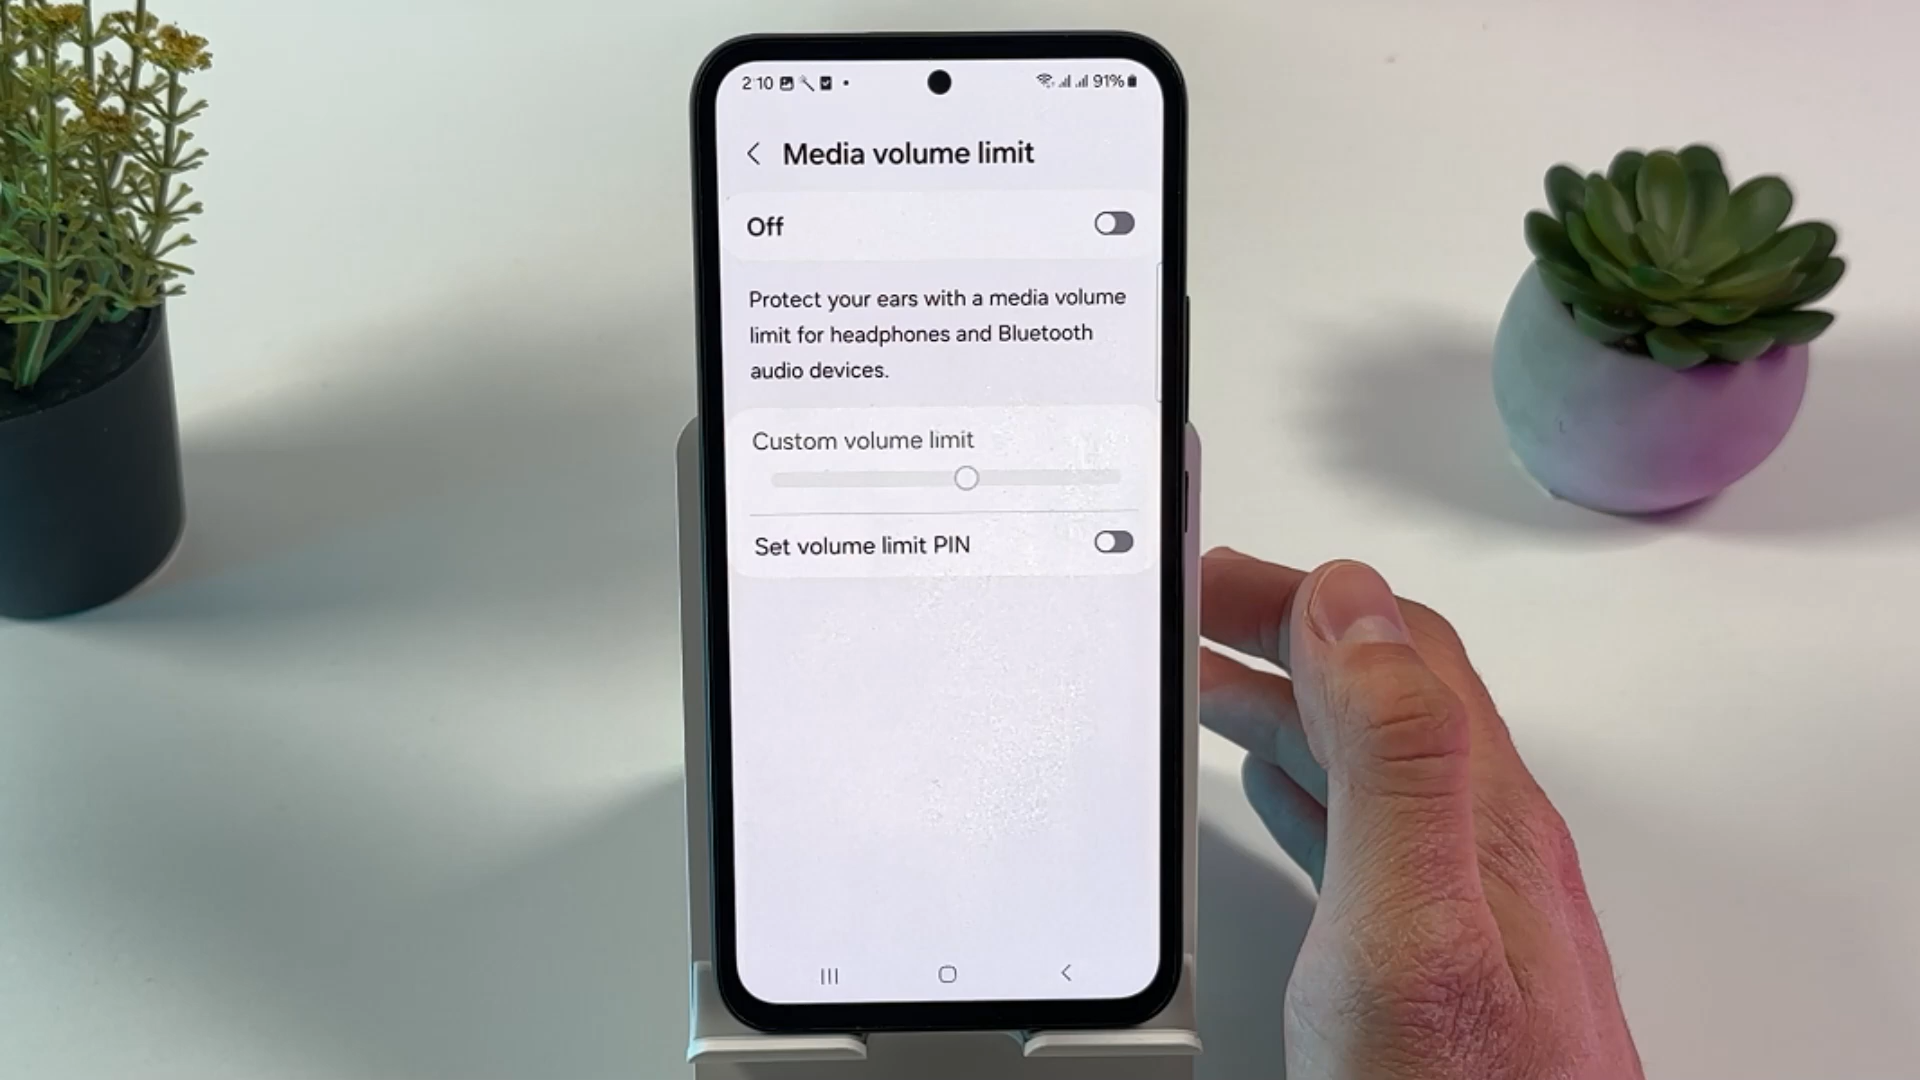 2:10 91%
Media volume limit
Off
Protect your ears with a media volume
limit for headphones and Bluetooth
audio devices.
Custom volume limit
Set volume limit PIN